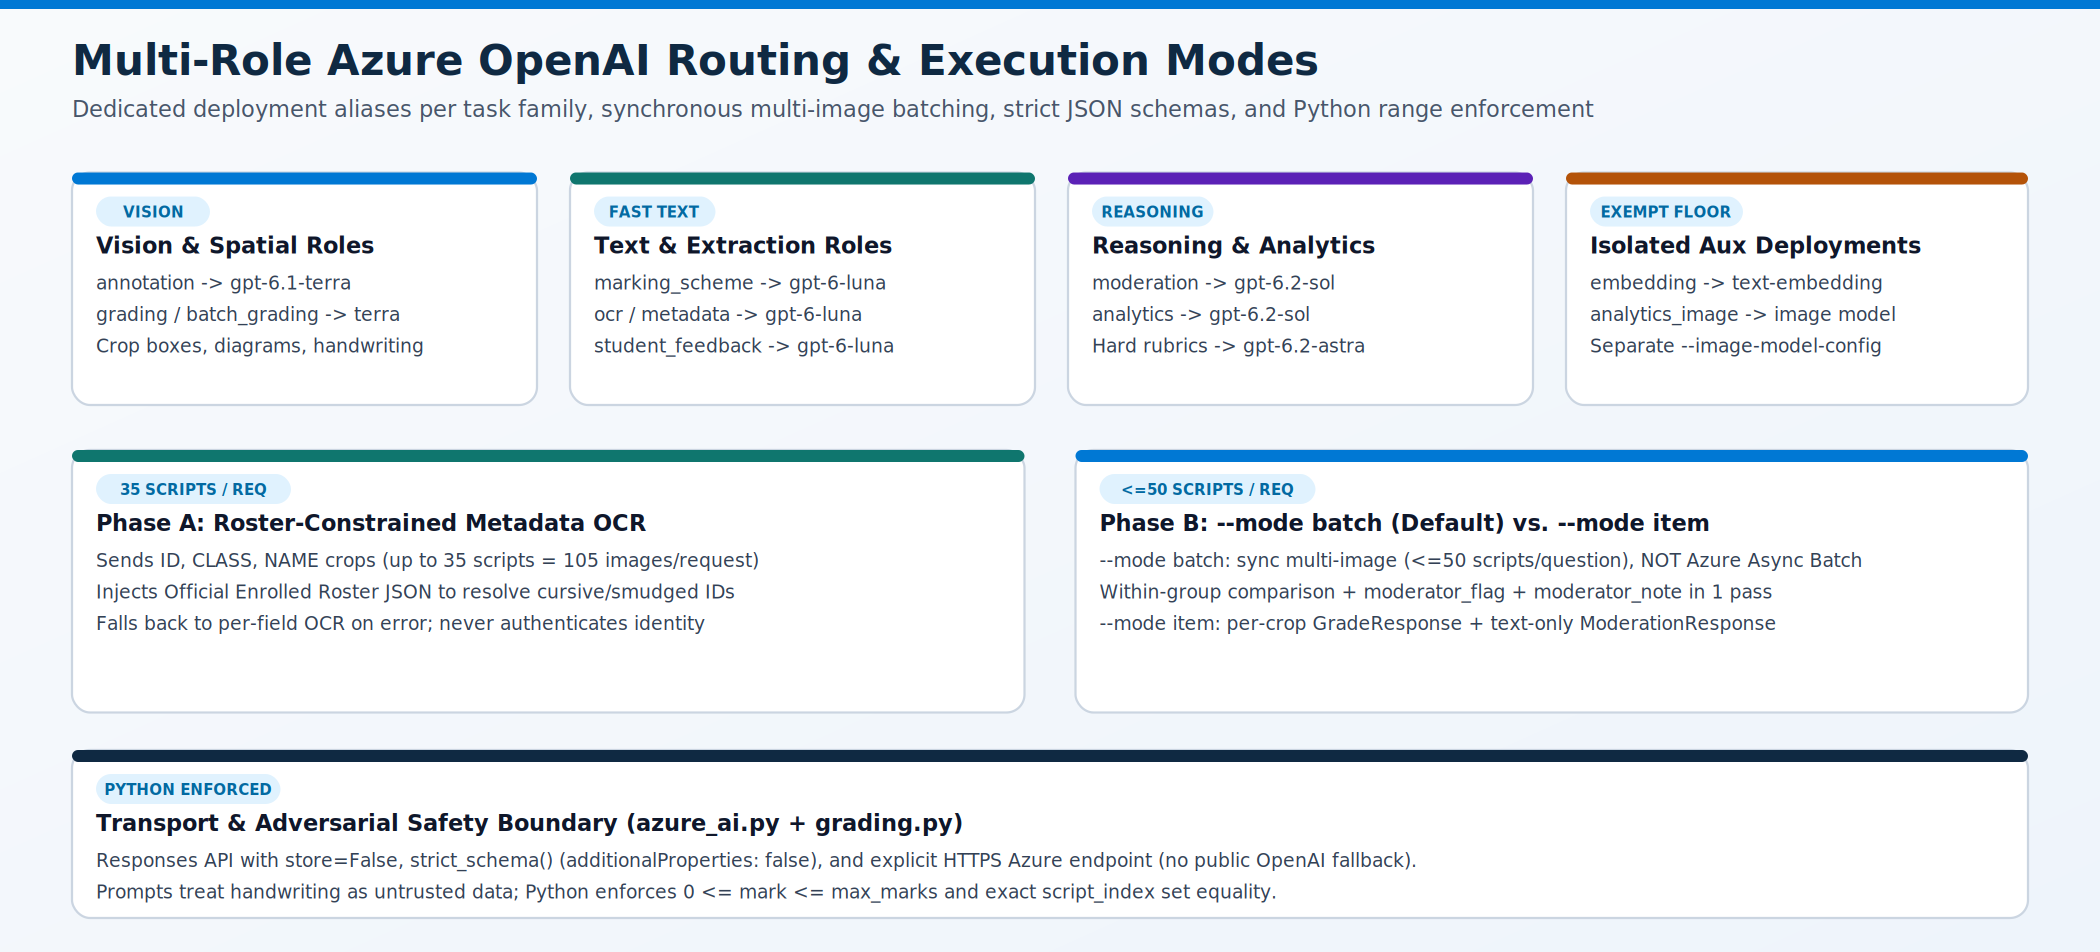 Multi-Role Azure OpenAI Routing & Execution Modes
Dedicated deployment aliases per task family, synchronous multi-image batching, strict JSON schemas, and Python range enforcement
VISION
Vision & Spatial Roles
annotation -> gpt-6.1-terra
grading / batch_grading -> terra
Crop boxes, diagrams, handwriting
FAST TEXT
Text & Extraction Roles
marking_scheme -> gpt-6-luna
ocr / metadata -> gpt-6-luna
student_feedback -> gpt-6-luna
REASONING
Reasoning & Analytics
moderation -> gpt-6.2-sol
analytics -> gpt-6.2-sol
Hard rubrics -> gpt-6.2-astra
EXEMPT FLOOR
Isolated Aux Deployments
embedding -> text-embedding
analytics_image -> image model
Separate --image-model-config
35 SCRIPTS / REQ
Phase A: Roster-Constrained Metadata OCR
Sends ID, CLASS, NAME crops (up to 35 scripts = 105 images/request)
Injects Official Enrolled Roster JSON to resolve cursive/smudged IDs
Falls back to per-field OCR on error; never authenticates identity
<=50 SCRIPTS / REQ
Phase B: --mode batch (Default) vs. --mode item
--mode batch: sync multi-image (<=50 scripts/question), NOT Azure Async Batch
Within-group comparison + moderator_flag + moderator_note in 1 pass
--mode item: per-crop GradeResponse + text-only ModerationResponse
PYTHON ENFORCED
Transport & Adversarial Safety Boundary (azure_ai.py + grading.py)
Responses API with store=False, strict_schema() (additionalProperties: false), and explicit HTTPS Azure endpoint (no public OpenAI fallback).
Prompts treat handwriting as untrusted data; Python enforces 0 <= mark <= max_marks and exact script_index set equality.